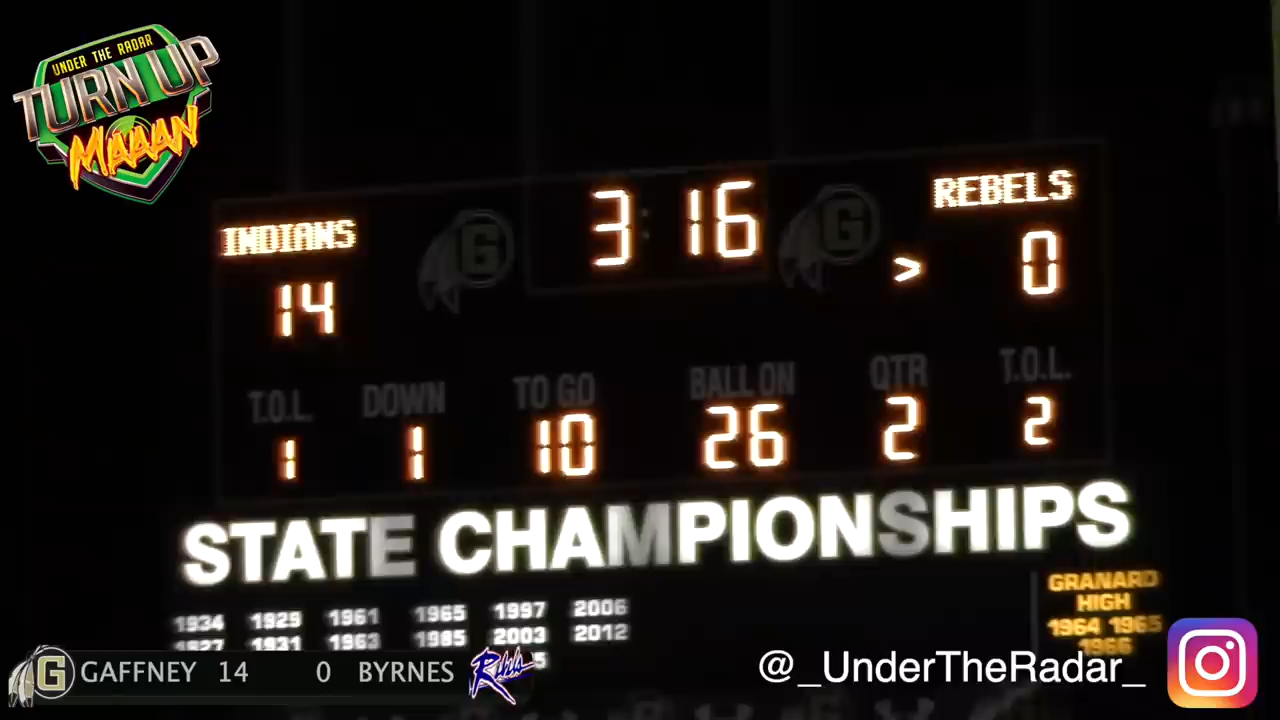 UNDER THE RADAR
TURN UP
MAAAN
INDIANS
3:16
REBELS
14
G
G
>
0
T.O.L.
DOWN
TO GO
BALL ON
QTR
T.O.L.
1
1
10
26
2
2
STATE CHAMPIONSHIPS
1934 1929 1961 1965 1997 2006
1931 1963 1985 2003 2012
GRANARD
HIGH
1964 1965
1966
G GAFFNEY 14 0 BYRNES Rebels
@_UnderTheRadar_